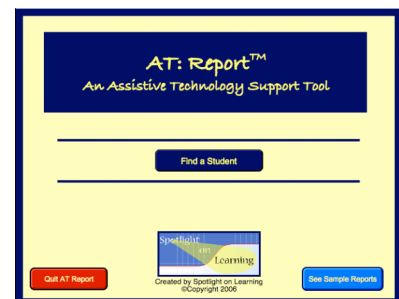 AT: Report™
An Assistive Technology Support Tool
Find a Student
Spotlight
on
Learning
Quit AT Report
Created by Spotlight on Learning
©Copyright 2006
See Sample Reports